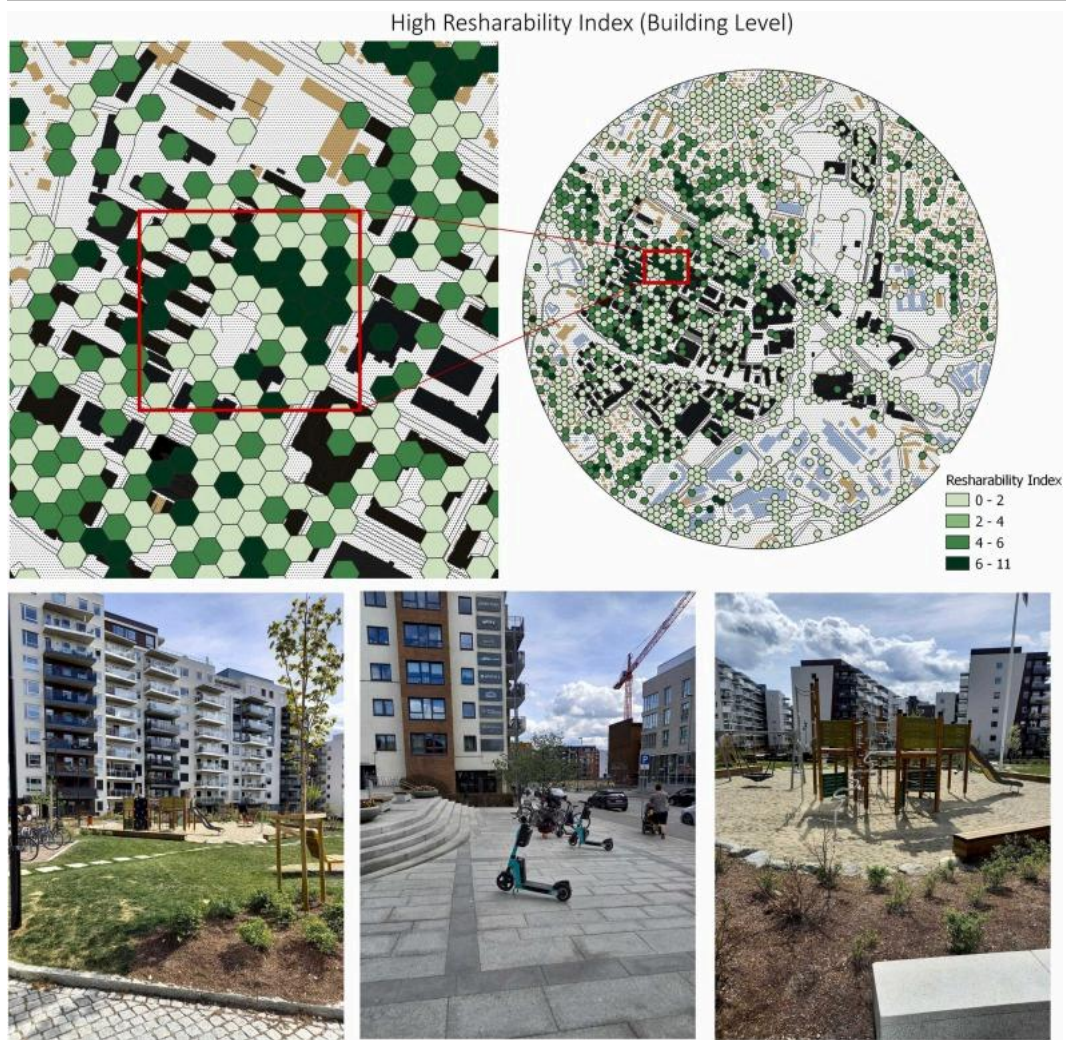 High Resharability Index (Building Level)
Resharability Index
0 - 2
2 - 4
4 - 6
6 - 11
P